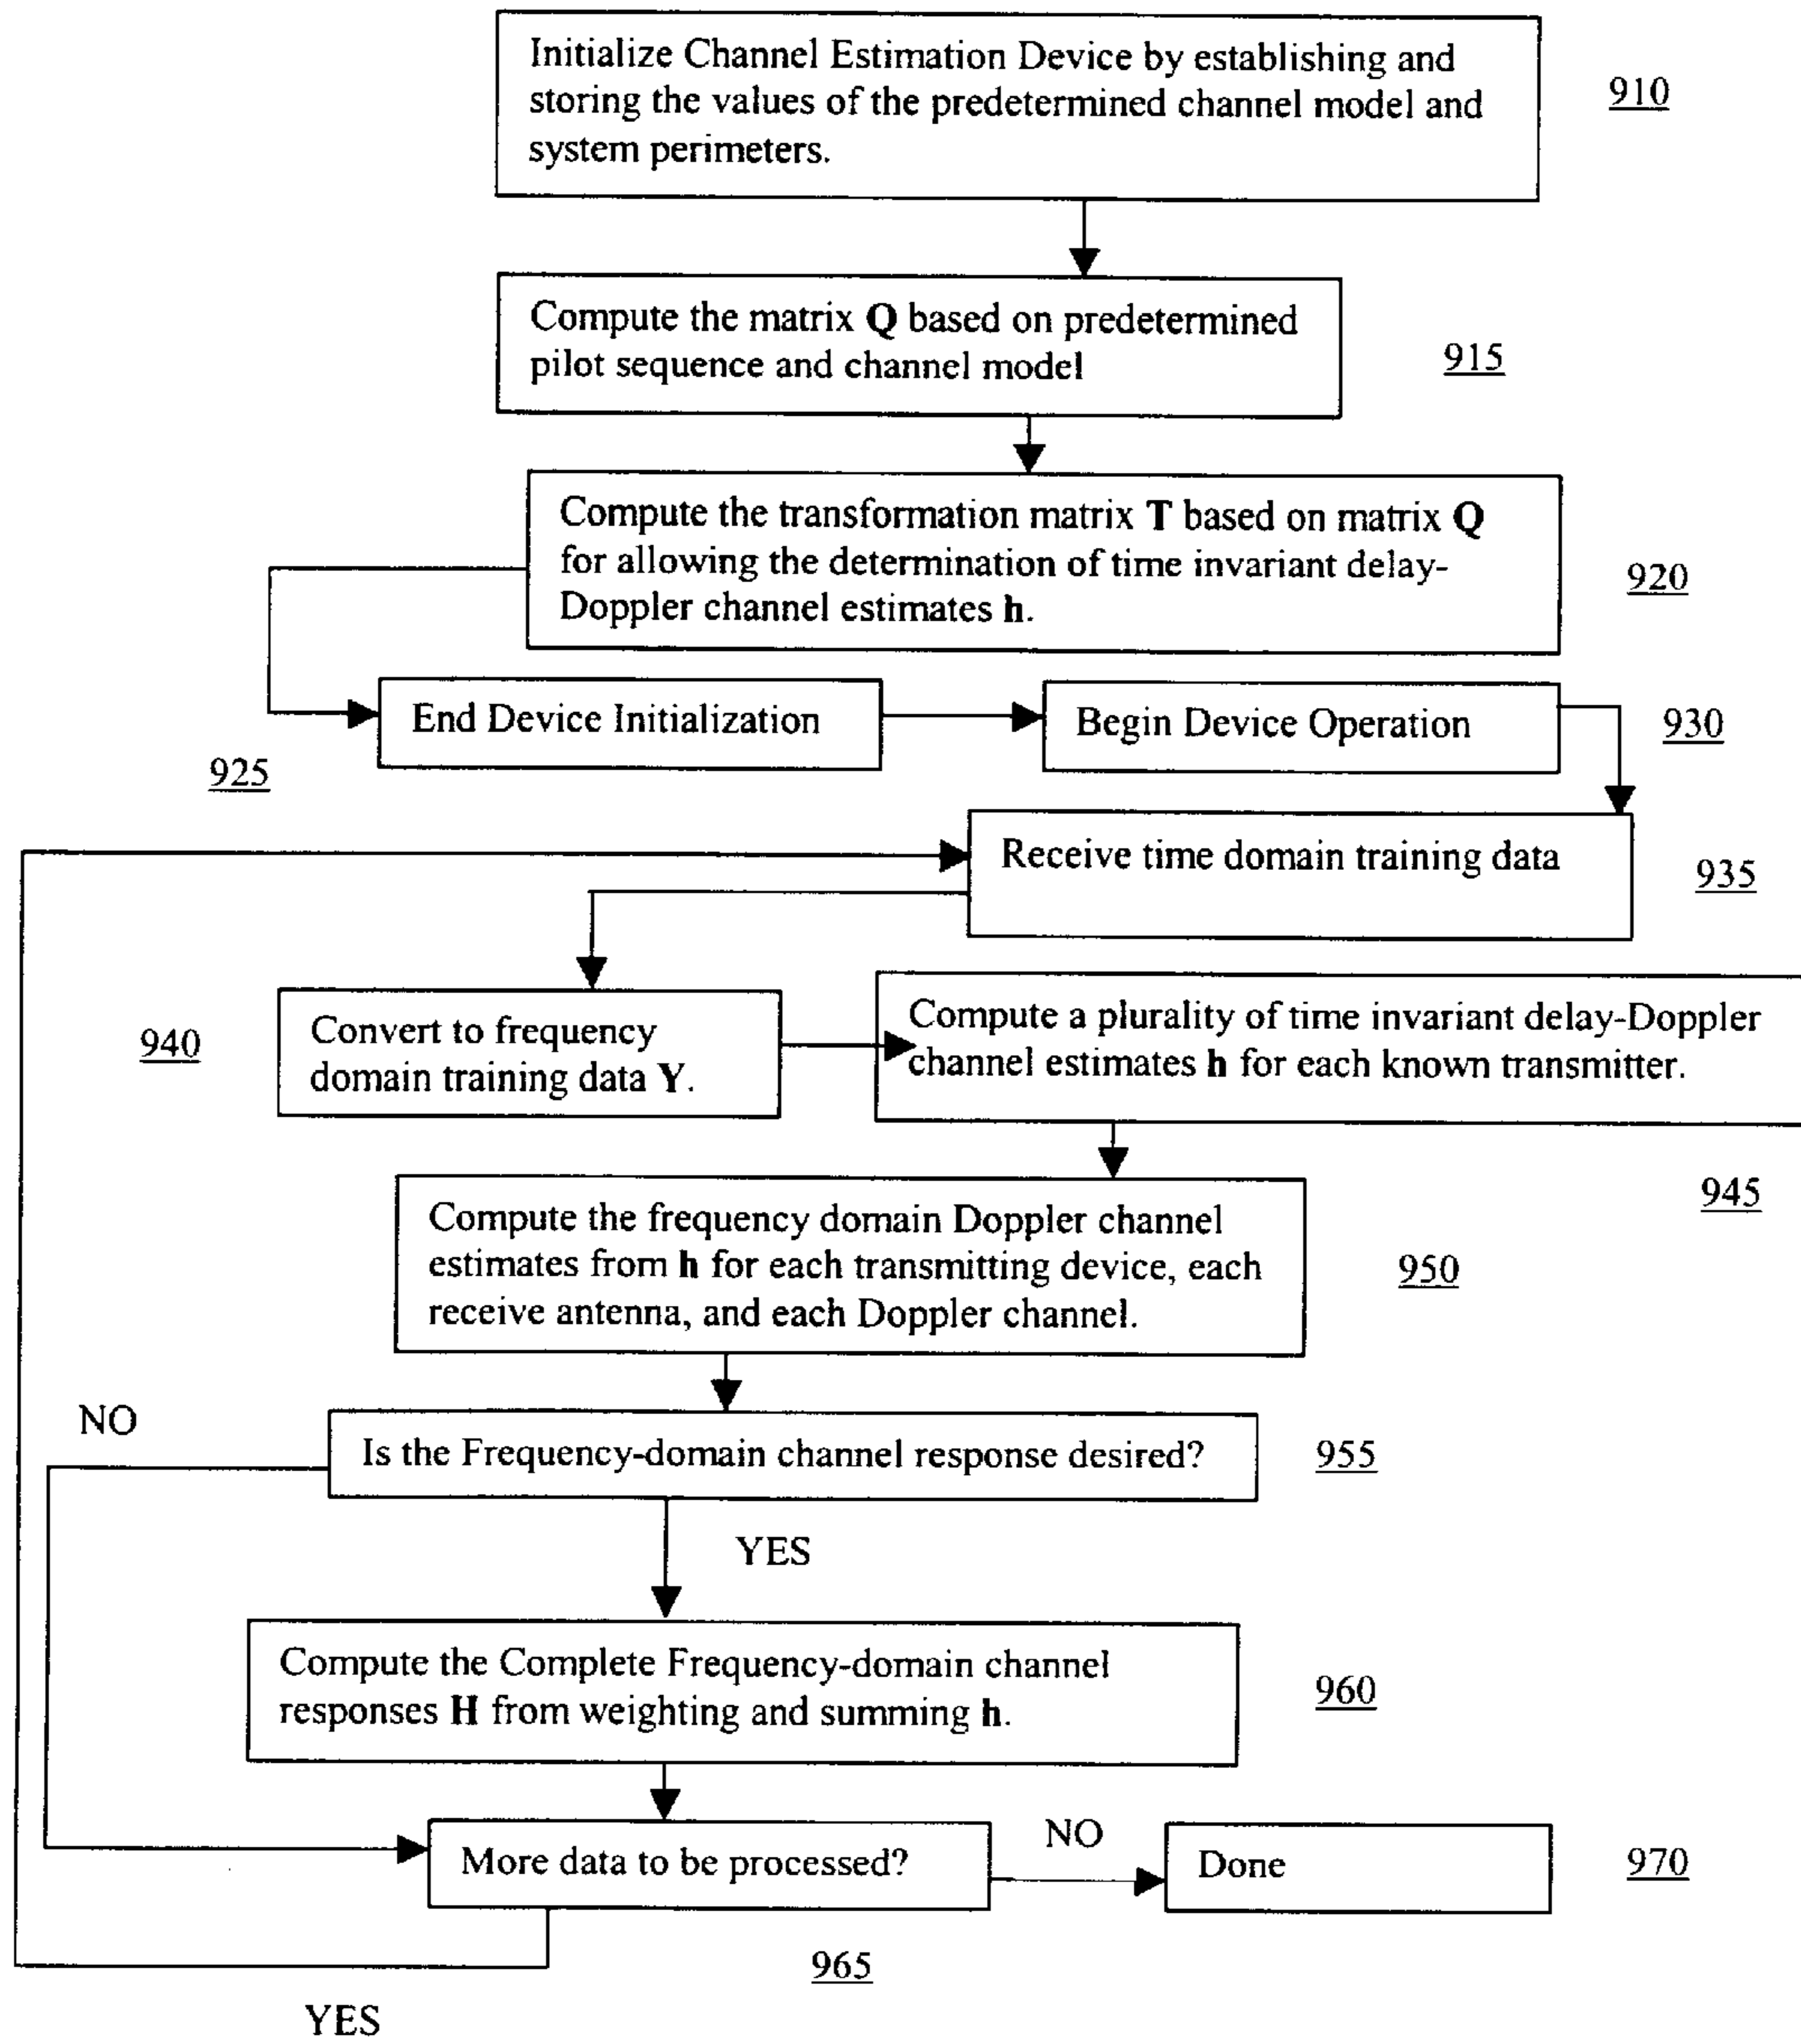 Initialize Channel Estimation Device by establishing and
storing the values of the predetermined channel model and
system perimeters.
910
Compute the matrix Q based on predetermined
pilot sequence and channel model
915
Compute the transformation matrix T based on matrix Q
for allowing the determination of time invariant delay-
Doppler channel estimates h.
920
End Device Initialization
925
Begin Device Operation
930
Receive time domain training data
935
Convert to frequency
domain training data Y.
940
Compute a plurality of time invariant delay-Doppler
channel estimates h for each known transmitter.
945
Compute the frequency domain Doppler channel
estimates from h for each transmitting device, each
receive antenna, and each Doppler channel.
950
NO
Is the Frequency-domain channel response desired?
955
YES
Compute the Complete Frequency-domain channel
responses H from weighting and summing h.
960
More data to be processed?
NO
Done
970
965
YES